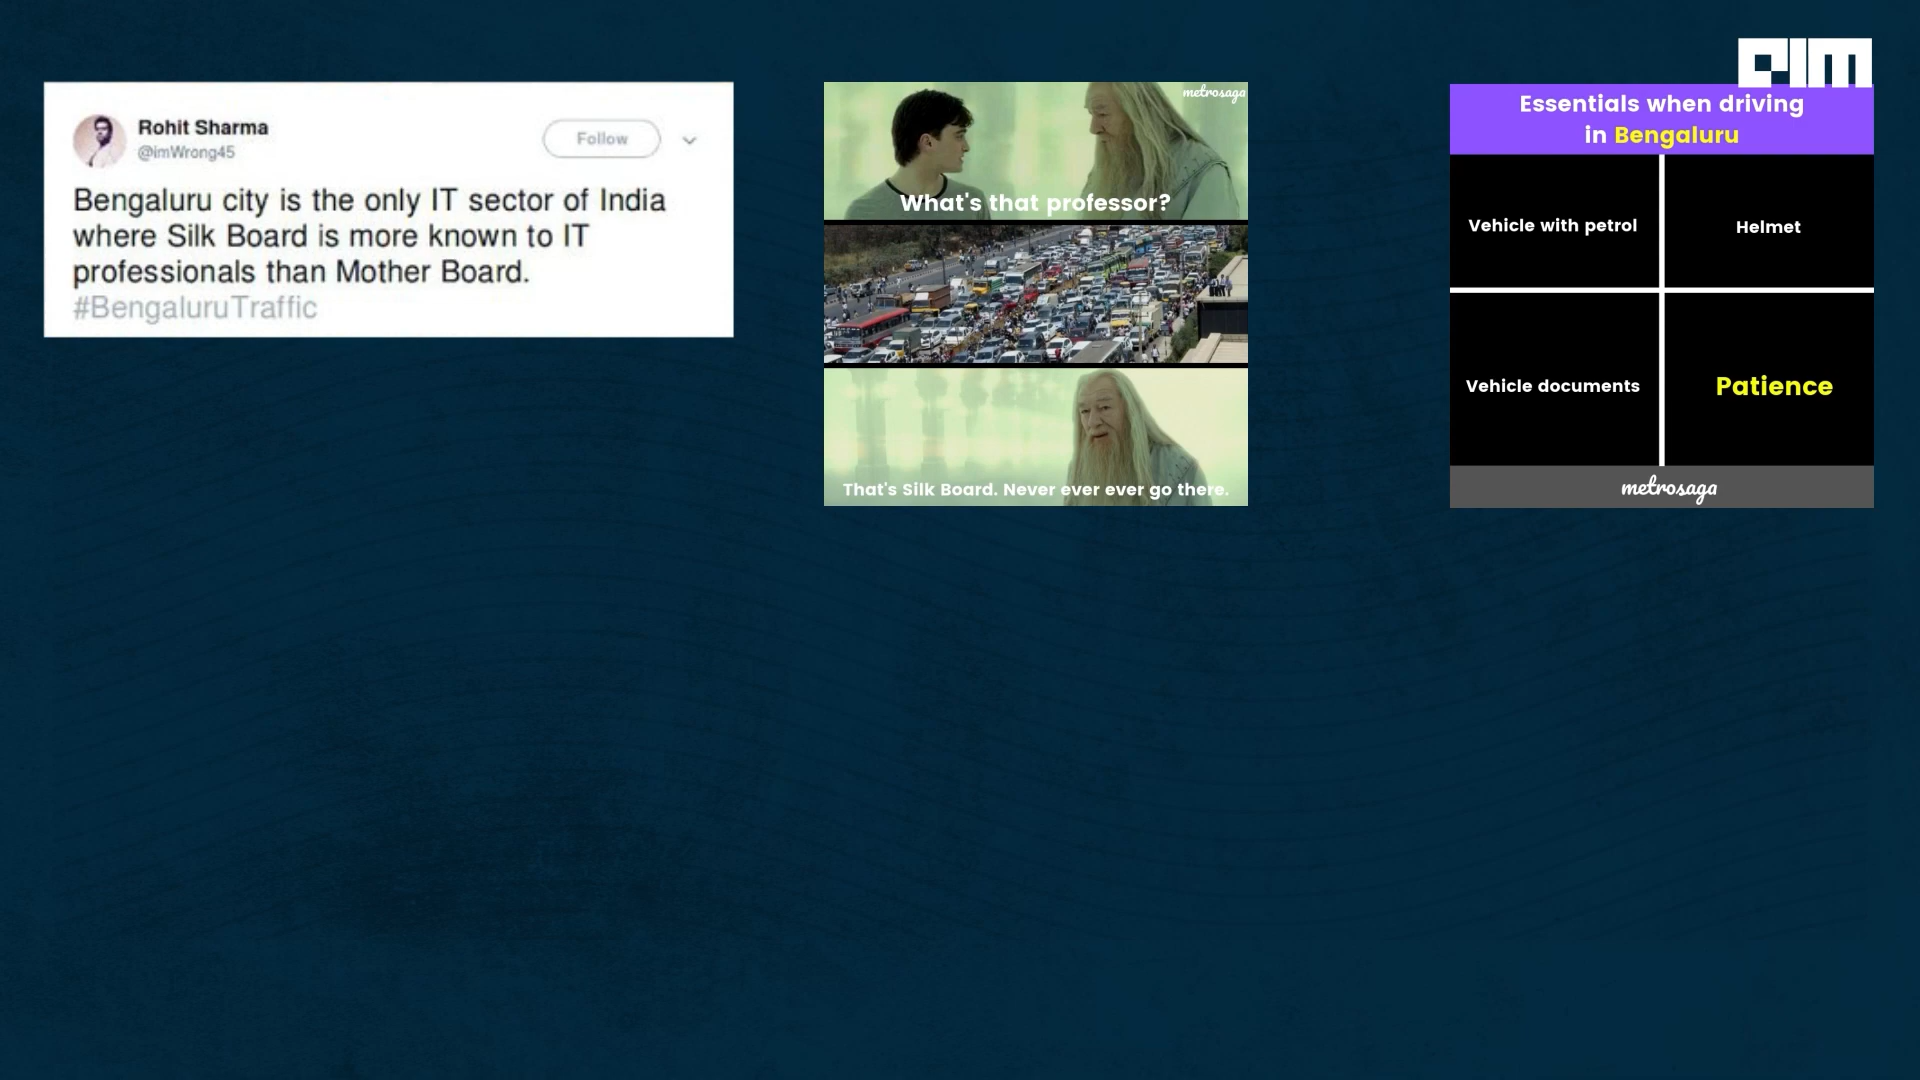 Rohit Sharma
@imWrong45
Follow
Bengaluru city is the only IT sector of India
where Silk Board is more known to IT
professionals than Mother Board.
#BengaluruTraffic
metrosaga
What's that professor?
That's Silk Board. Never ever ever go there.
AIM
Essentials when driving
in Bengaluru
Vehicle with petrol
Helmet
Vehicle documents
Patience
metrosaga